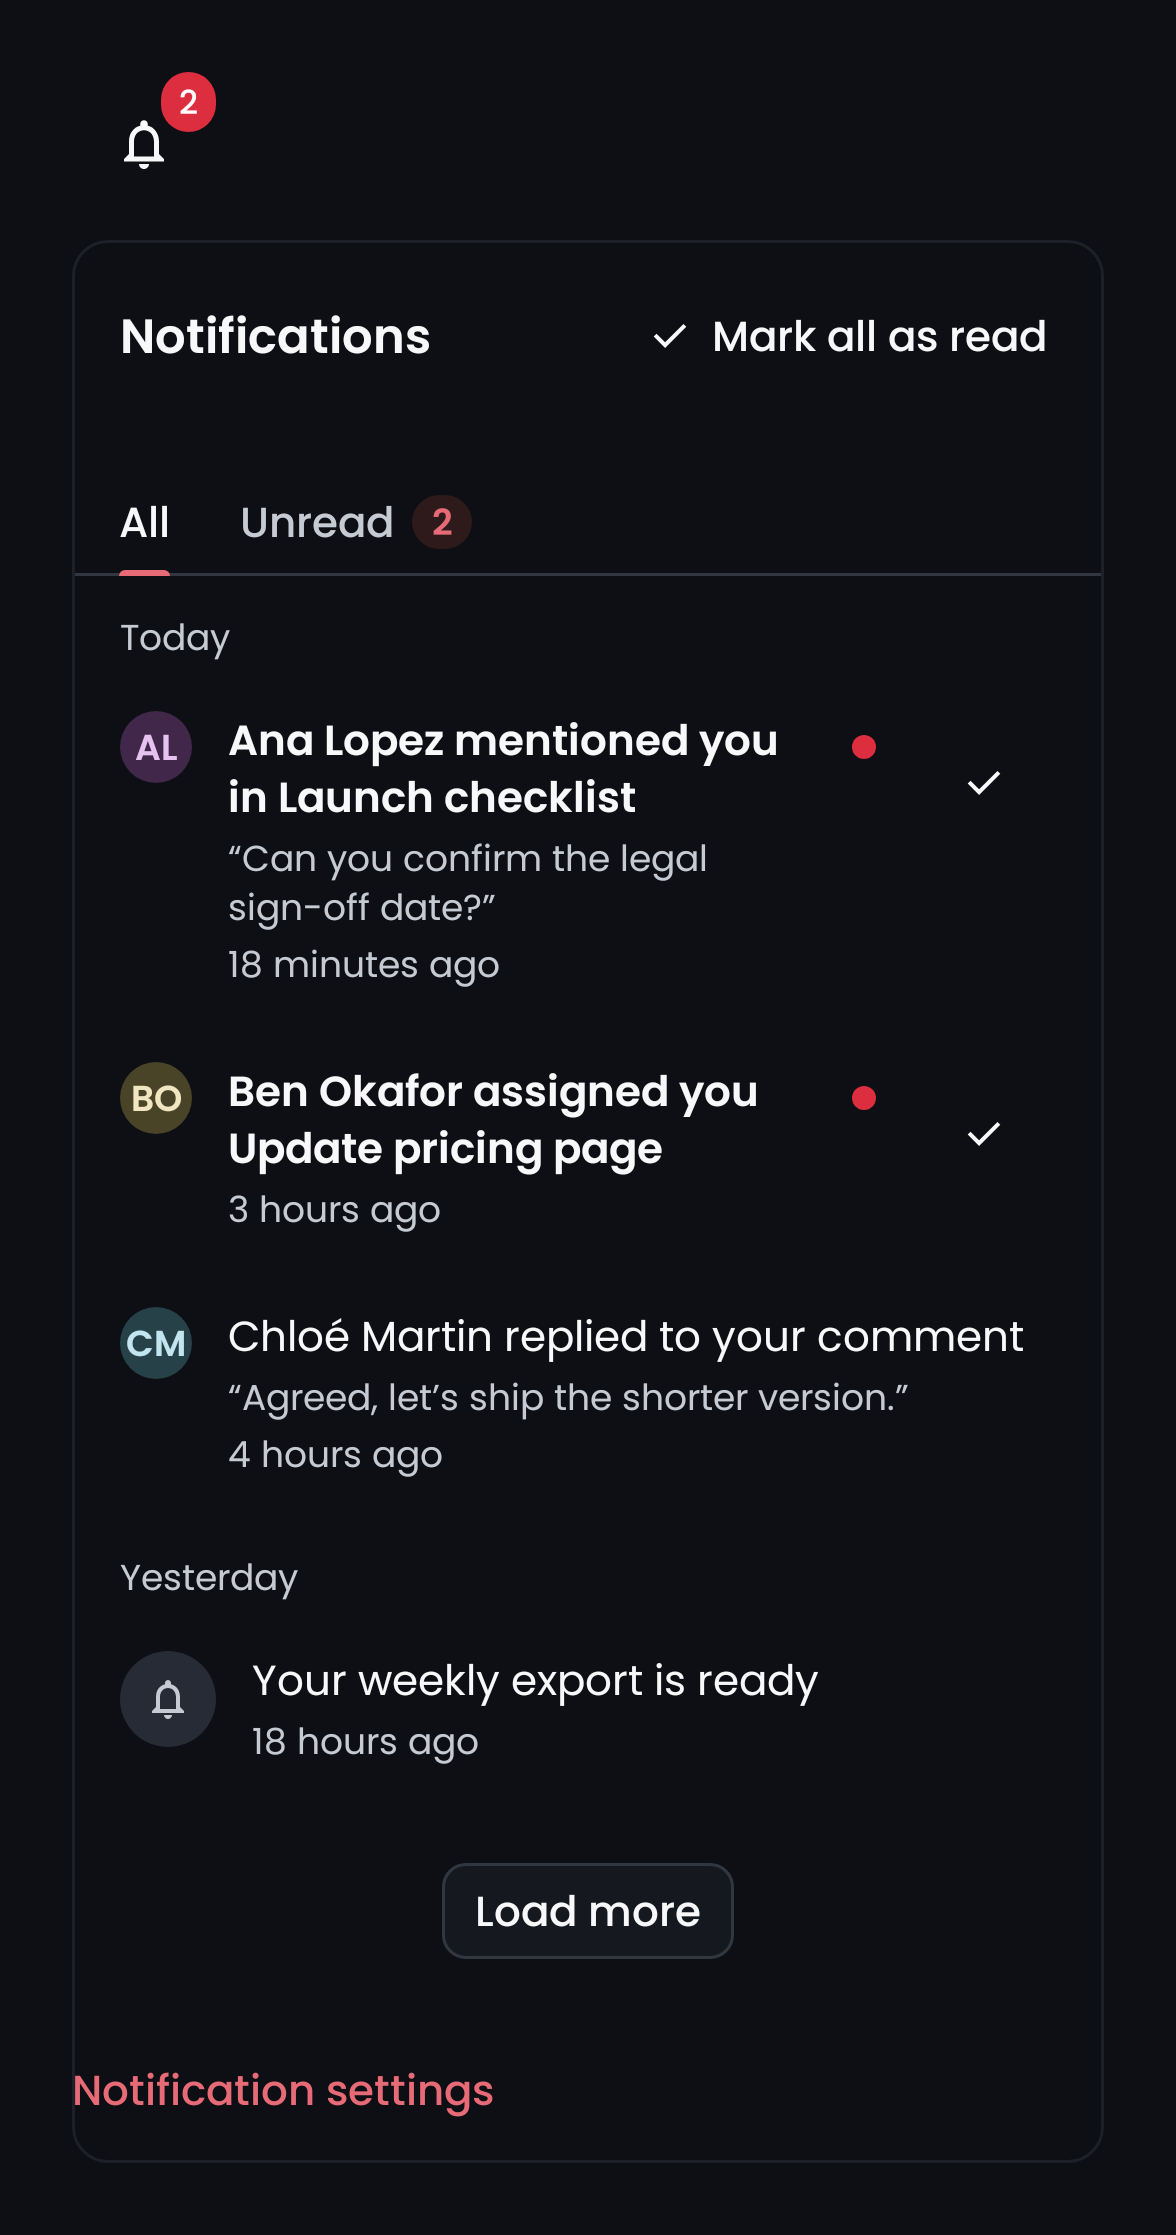 2
Notifications
Mark all as read
All
Unread 2
Today
AL
Ana Lopez mentioned you
in Launch checklist
“Can you confirm the legal
sign-off date?”
18 minutes ago
BO
Ben Okafor assigned you
Update pricing page
3 hours ago
CM
Chloé Martin replied to your comment
“Agreed, let’s ship the shorter version.”
4 hours ago
Yesterday
Your weekly export is ready
18 hours ago
Load more
Notification settings